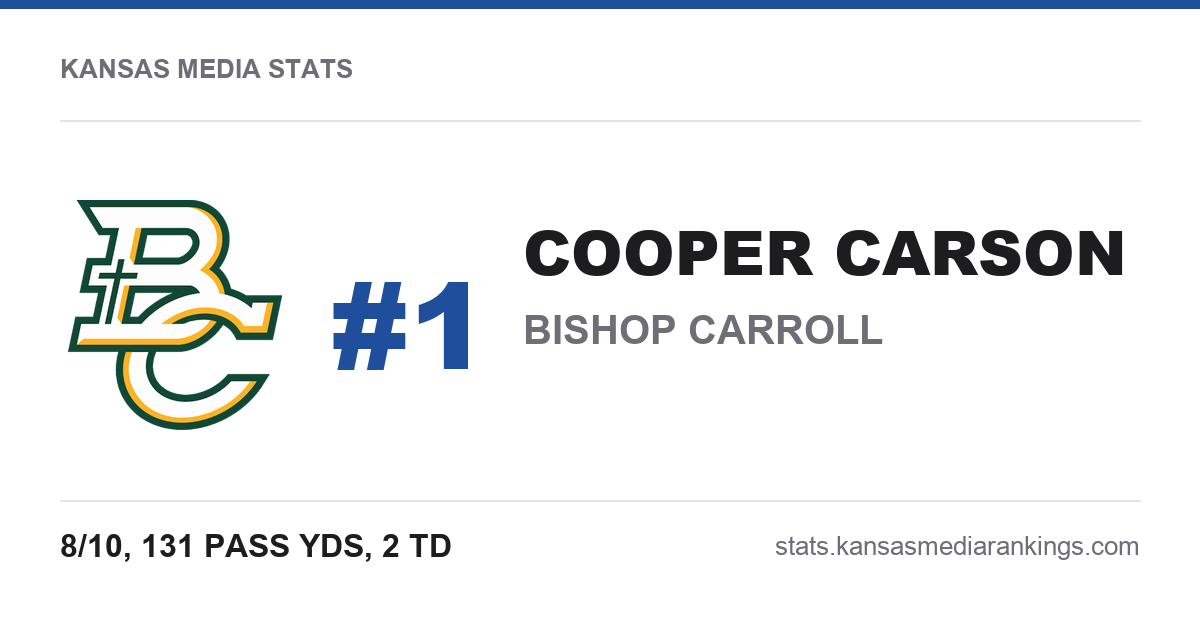 KANSAS MEDIA STATS
BC
#1
COOPER CARSON
BISHOP CARROLL
8/10, 131 PASS YDS, 2 TD
stats.kansasmediarankings.com